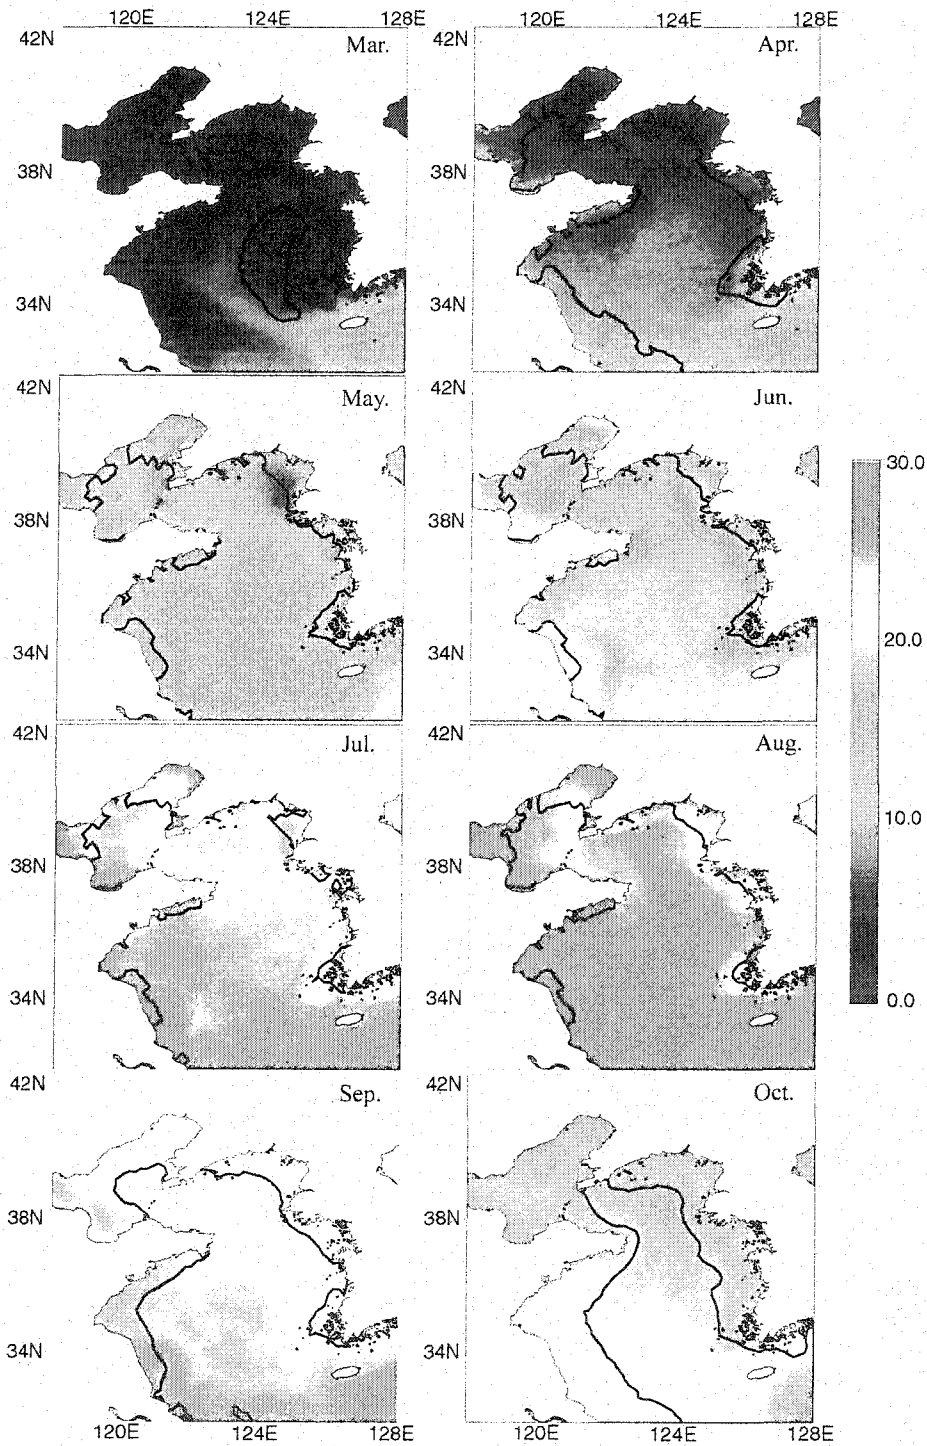 120E 124E 128E 120E 124E 128E
42N Mar. 42N Apr.
38N 38N
34N 34N
42N May. 42N Jun.
30.0
38N 38N
20.0
34N 34N
42N Jul. 42N Aug.
10.0
38N 38N
34N 34N
0.0
42N Sep. 42N Oct.
38N 38N
34N 34N
120E 124E 128E 120E 124E 128E